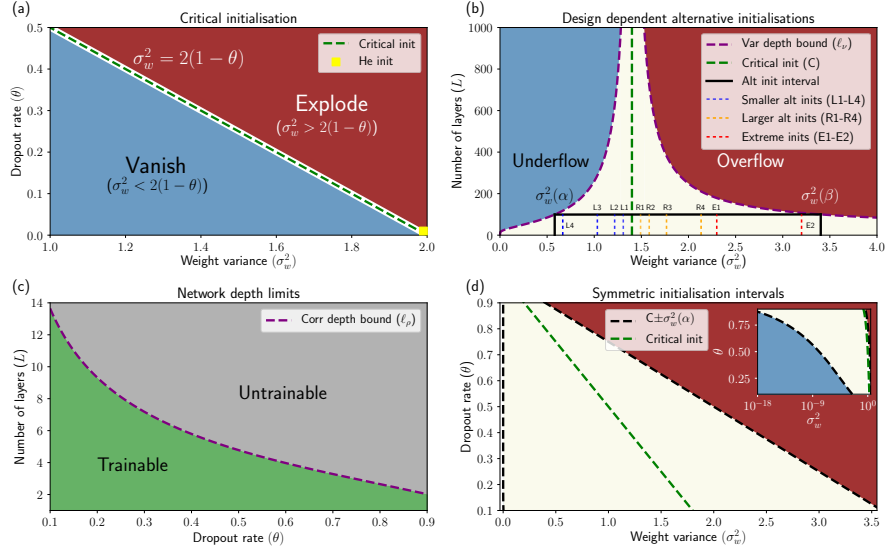 (a)
Critical initialisation
σ_w^2 = 2(1 − θ)
Critical init
He init
Explode
(σ_w^2 > 2(1 − θ))
Vanish
(σ_w^2 < 2(1 − θ))
Dropout rate (θ)
0.5
0.4
0.3
0.2
0.1
0.0
1.0 1.2 1.4 1.6 1.8 2.0
Weight variance (σ_w^2)
(b)
Design dependent alternative initialisations
Var depth bound (ℓ_ν)
Critical init (C)
Alt init interval
Smaller alt inits (L1-L4)
Larger alt inits (R1-R4)
Extreme inits (E1-E2)
Underflow
Overflow
σ_w^2(α)
σ_w^2(β)
L3 L2 L1 R1 R2 R3 R4 E1
L4 E2
Number of layers (L)
1000
800
600
400
200
0
0.0 0.5 1.0 1.5 2.0 2.5 3.0 3.5 4.0
Weight variance (σ_w^2)
(c)
Network depth limits
Corr depth bound (ℓ_ρ)
Untrainable
Trainable
Number of layers (L)
14
12
10
8
6
4
2
0.1 0.2 0.3 0.4 0.5 0.6 0.7 0.8 0.9
Dropout rate (θ)
(d)
Symmetric initialisation intervals
C±σ_w^2(α)
Critical init
θ
0.75
0.50
0.25
10^−18 10^−9 10^0
σ_w^2
Dropout rate (θ)
0.9
0.8
0.7
0.6
0.5
0.4
0.3
0.2
0.1
0.0 0.5 1.0 1.5 2.0 2.5 3.0 3.5
Weight variance (σ_w^2)